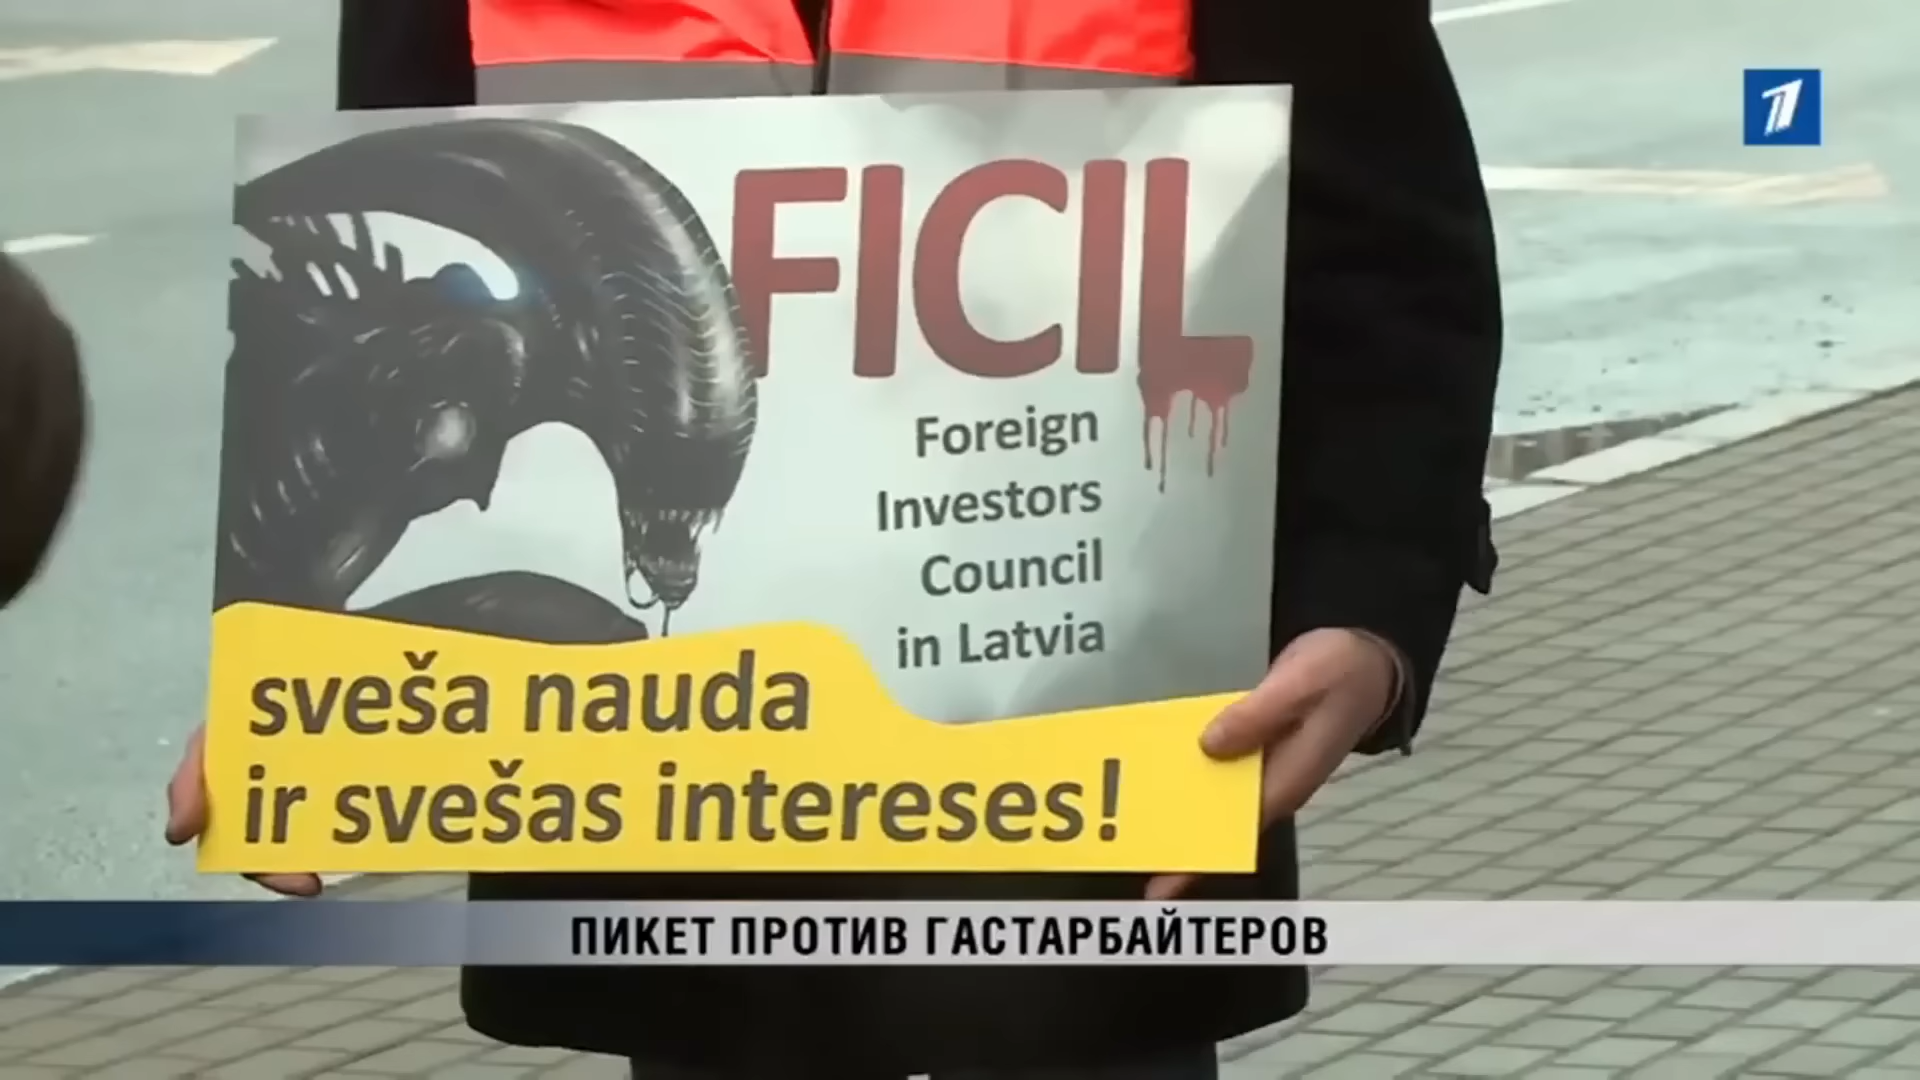 FICIL
Foreign
Investors
Council
in Latvia
sveša nauda
ir svešas intereses!
ПИКЕТ ПРОТИВ ГАСТАРБАЙТЕРОВ